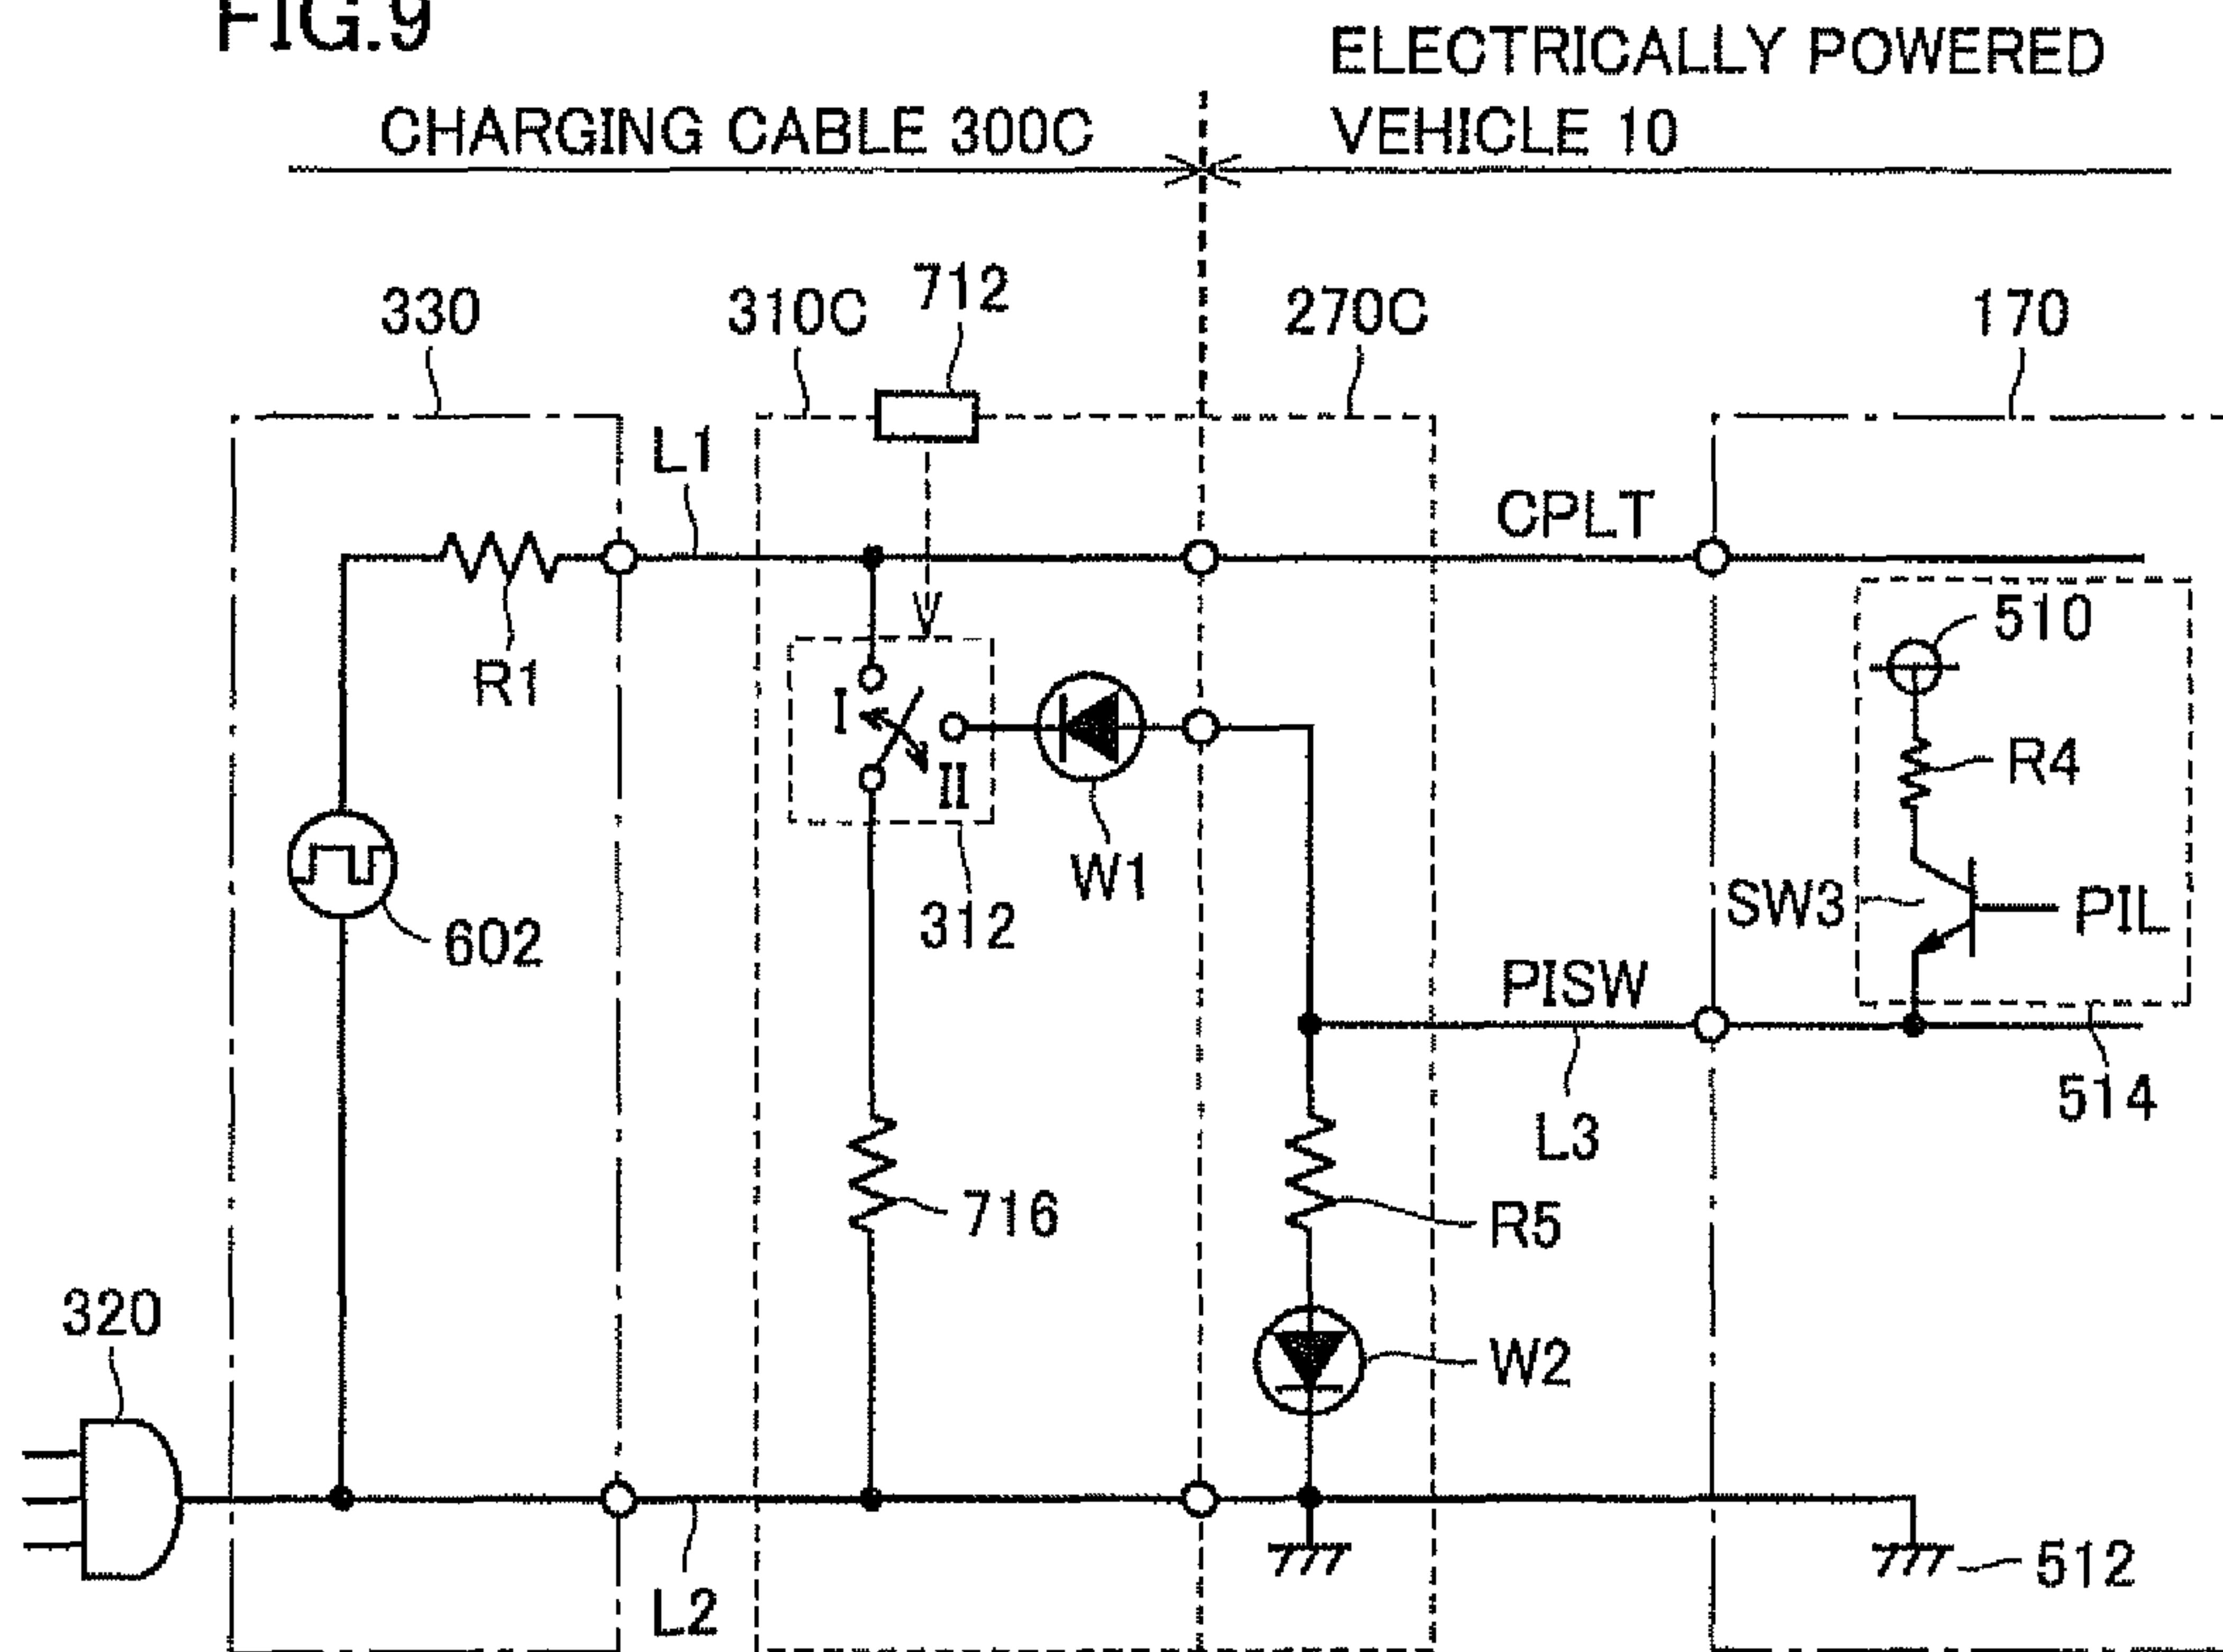 FIG.9
ELECTRICALLY POWERED
CHARGING CABLE 300C
VEHICLE 10
330
310C
712
270C
170
L1
CPLT
510
R1
I
II
R4
W1
312
SW3
PIL
602
PISW
514
L3
716
R5
320
W2
L2
512